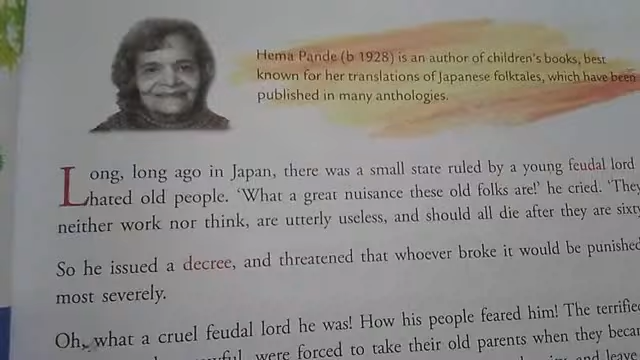 Hema Pande (b 1928) is an author of children's books, best
known for her translations of Japanese folktales, which have been
published in many anthologies.
Long, long ago in Japan, there was a small state ruled by a young feudal lord
hated old people. 'What a great nuisance these old folks are!' he cried. 'They
neither work nor think, are utterly useless, and should all die after they are sixty
So he issued a decree, and threatened that whoever broke it would be punished
most severely.
Oh, what a cruel feudal lord he was! How his people feared him! The terrified
were forced to take their old parents when they
and leave